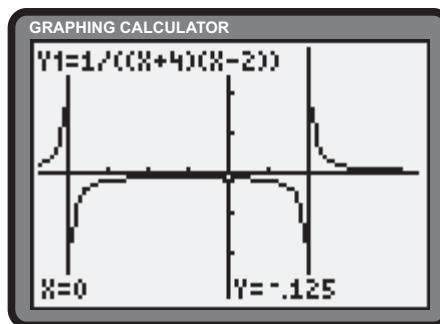 GRAPHING CALCULATOR
Y1=1/((X+4)(X-2))
X=0 Y=-.125